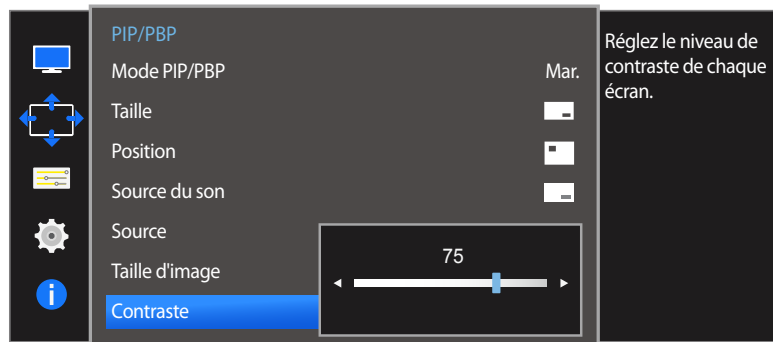 PIP/PBP
Mode PIP/PBP Mar.
Taille
Position
Source du son
Source
Taille d'image
Contraste
75
Réglez le niveau de
contraste de chaque
écran.